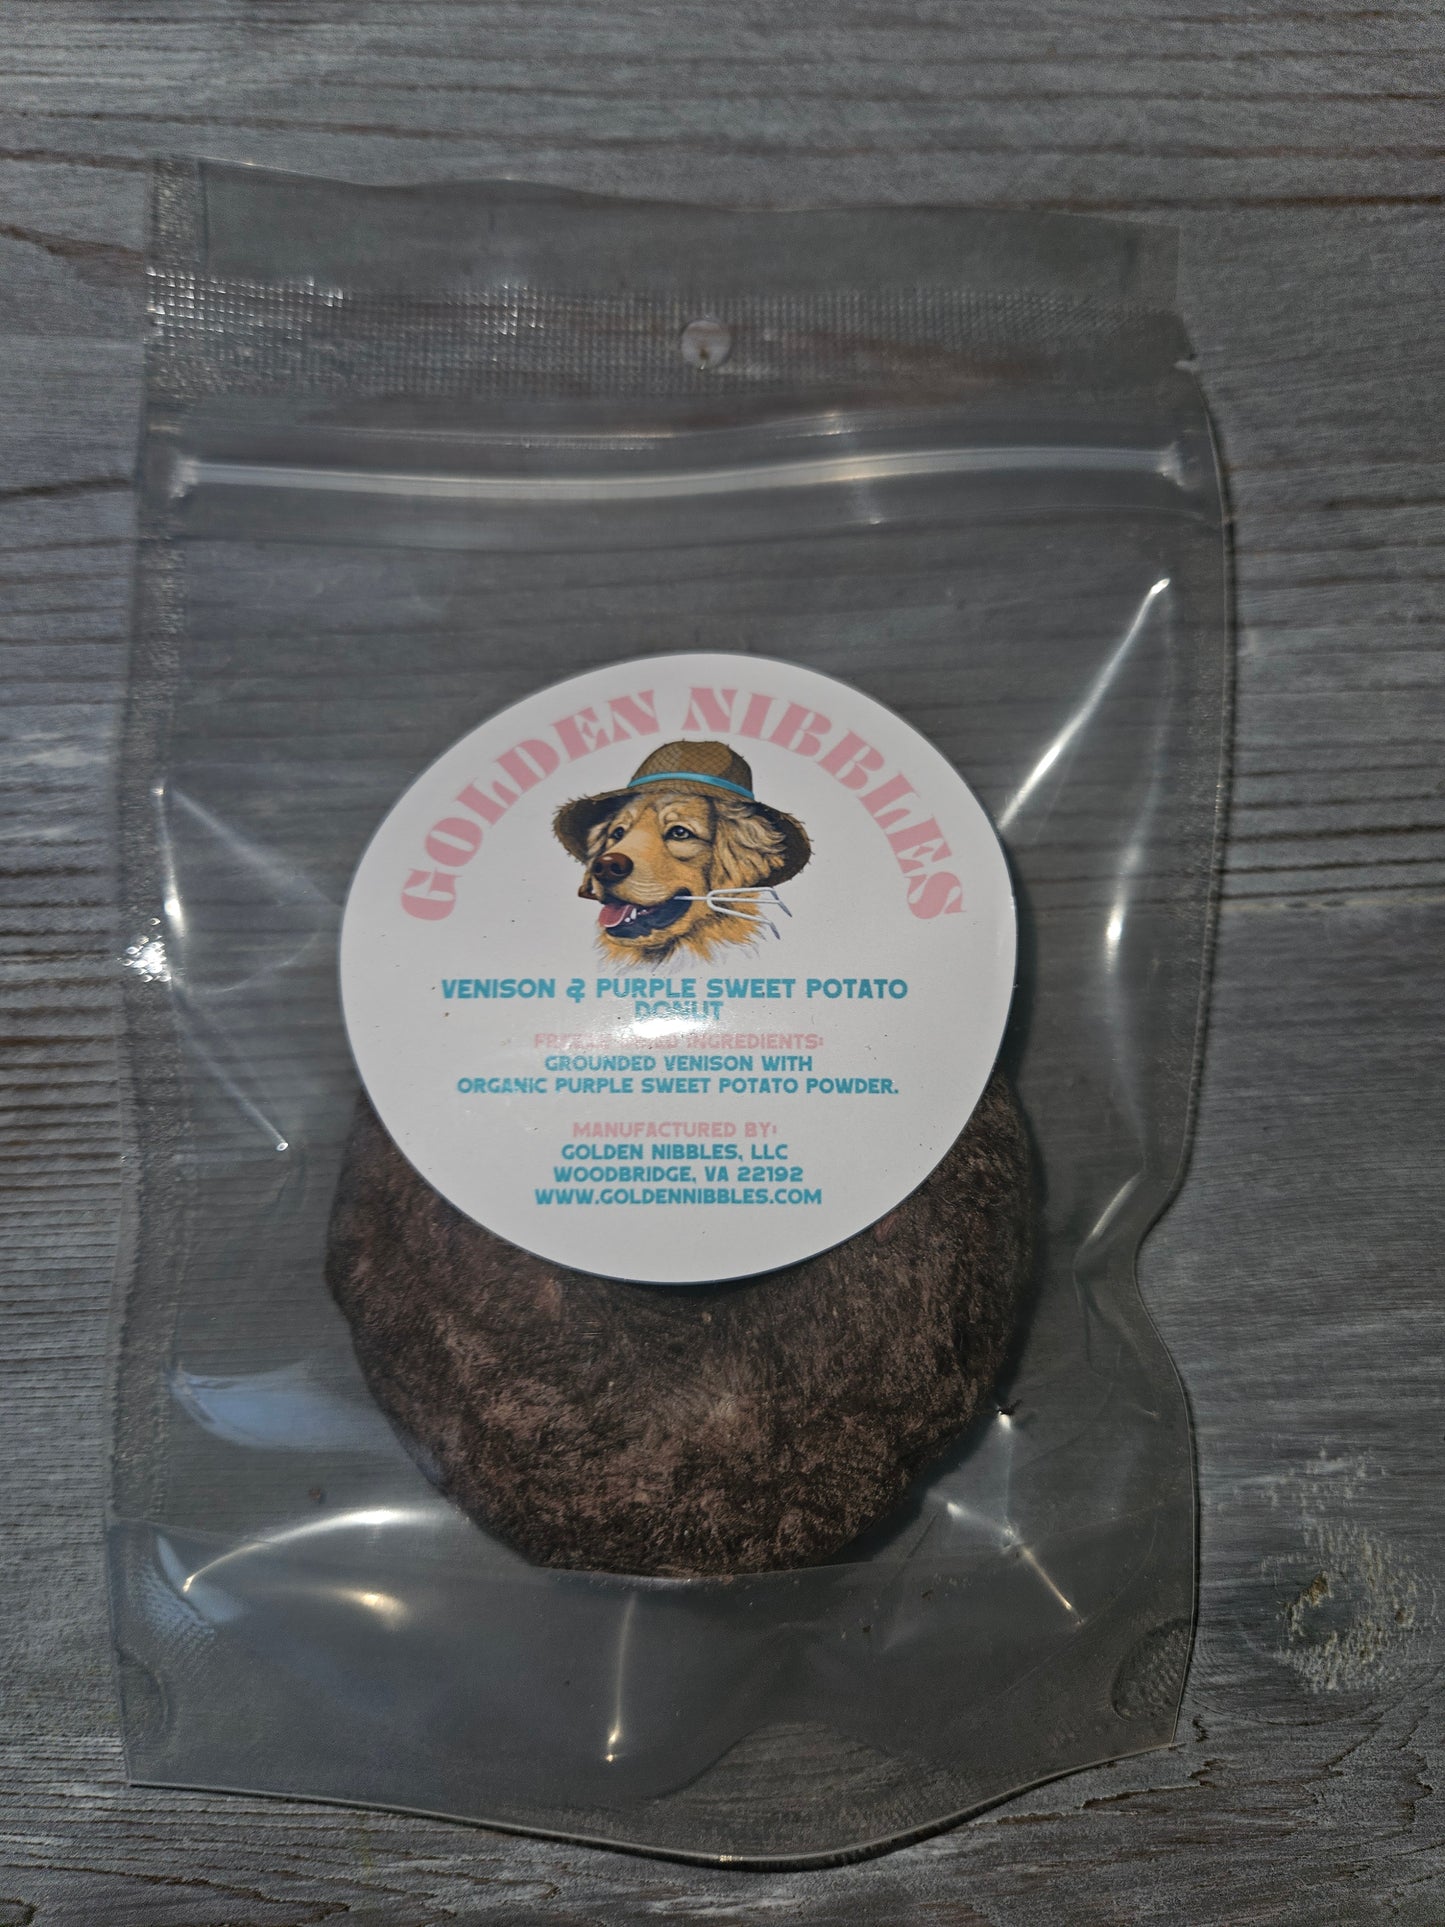 GOLDEN NIBBLES
VENISON & PURPLE SWEET POTATO
DONUT
INGREDIENTS:
GROUNDED VENISON WITH
ORGANIC PURPLE SWEET POTATO POWDER.
MANUFACTURED BY:
GOLDEN NIBBLES, LLC
WOODBRIDGE, VA 22192
WWW.GOLDENNIBBLES.COM